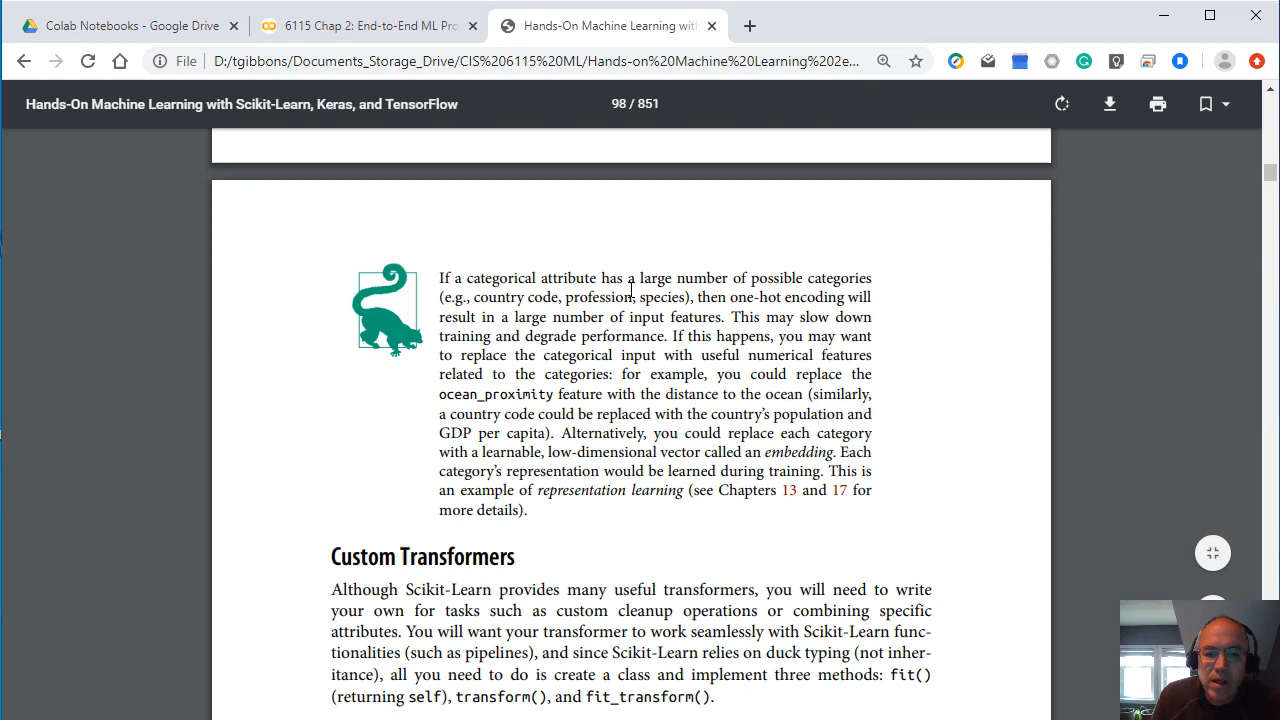 Colab Notebooks - Google Drive
6115 Chap 2: End-to-End ML Pro
Hands-On Machine Learning with
File
D:/tgibbons/Documents_Storage_Drive/CIS%206115%20ML/Hands-on%20Machine%20Learning%202e...
Hands-On Machine Learning with Scikit-Learn, Keras, and TensorFlow
98 / 851
If a categorical attribute has a large number of possible categories
(e.g., country code, profession, species), then one-hot encoding will
result in a large number of input features. This may slow down
training and degrade performance. If this happens, you may want
to replace the categorical input with useful numerical features
related to the categories: for example, you could replace the
ocean_proximity feature with the distance to the ocean (similarly,
a country code could be replaced with the country's population and
GDP per capita). Alternatively, you could replace each category
with a learnable, low-dimensional vector called an embedding. Each
category's representation would be learned during training. This is
an example of representation learning (see Chapters 13 and 17 for
more details).
Custom Transformers
Although Scikit-Learn provides many useful transformers, you will need to write
your own for tasks such as custom cleanup operations or combining specific
attributes. You will want your transformer to work seamlessly with Scikit-Learn func-
tionalities (such as pipelines), and since Scikit-Learn relies on duck typing (not inher-
itance), all you need to do is create a class and implement three methods: fit()
(returning self), transform(), and fit_transform().